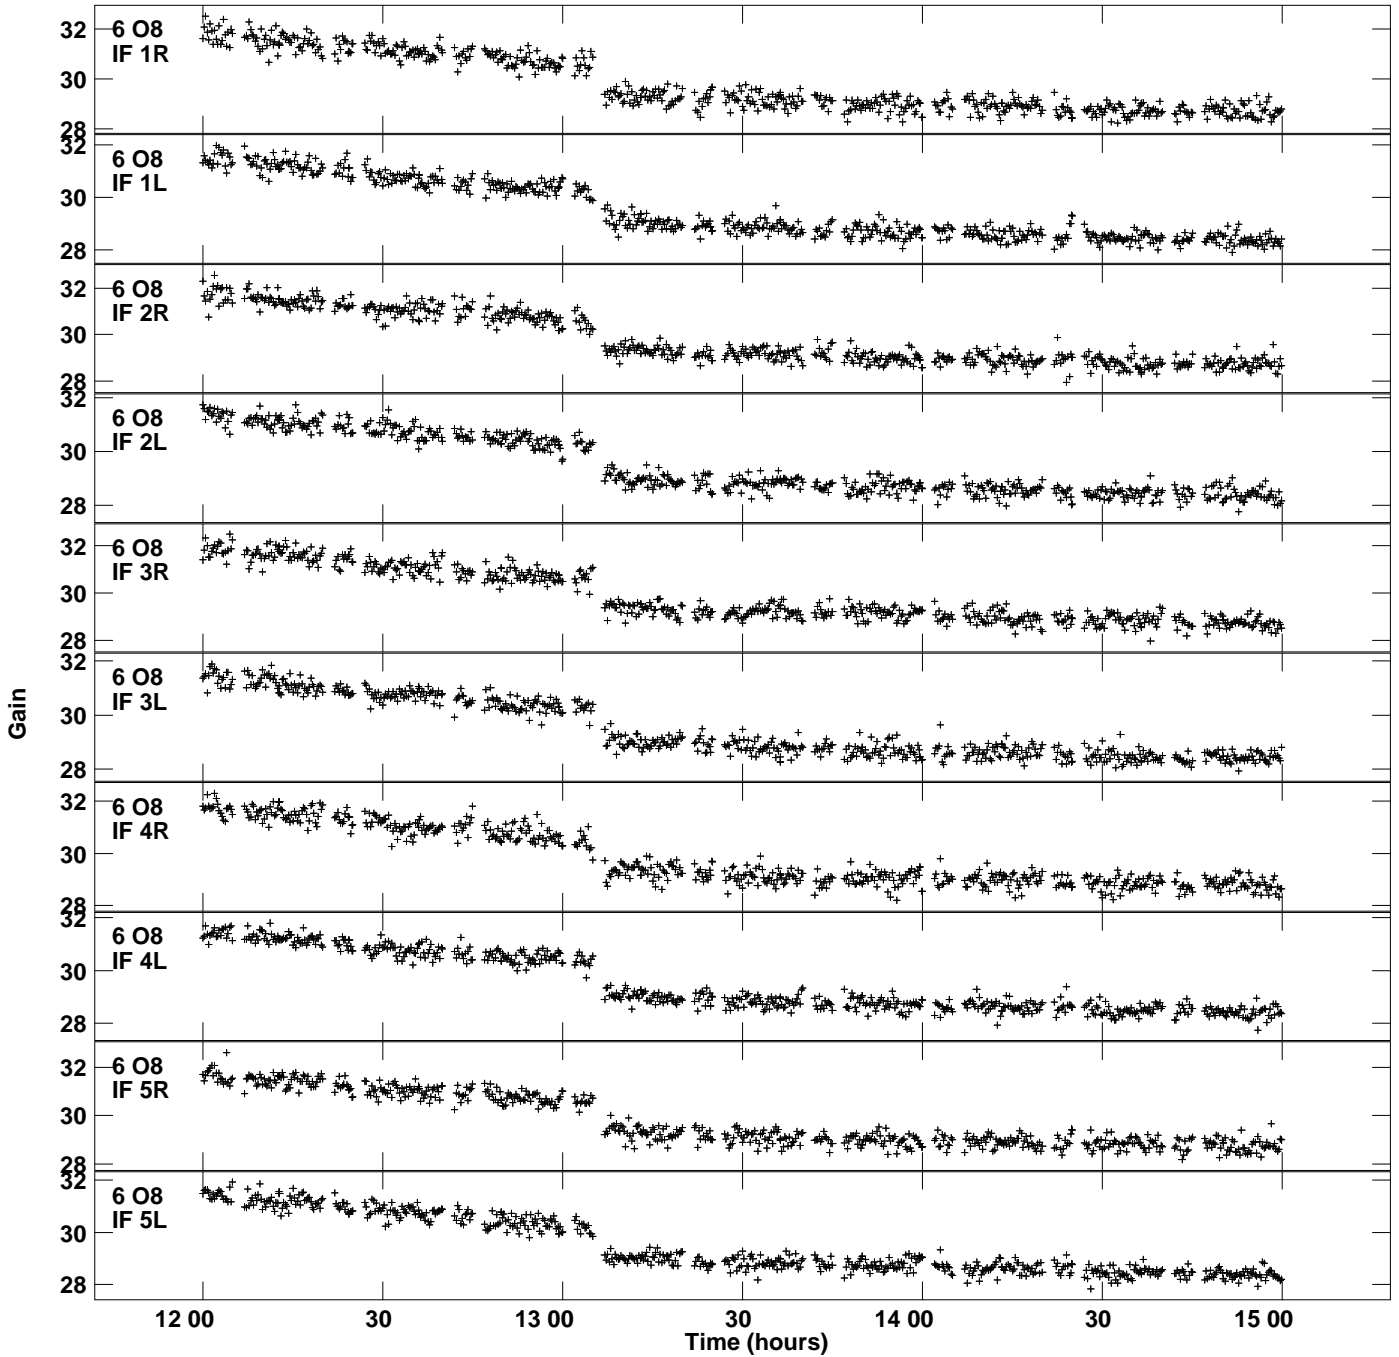 32
30
28
6 O8
IF 1R
32
30
28
6 O8
IF 1L
32
30
28
6 O8
IF 2R
32
30
28
6 O8
IF 2L
32
30
28
6 O8
IF 3R
32
30
28
6 O8
IF 3L
32
30
28
6 O8
IF 4R
32
30
28
6 O8
IF 4L
32
30
28
6 O8
IF 5R
32
30
28
6 O8
IF 5L
Gain
12 00 30 13 00 30 14 00 30 15 00
Time (hours)